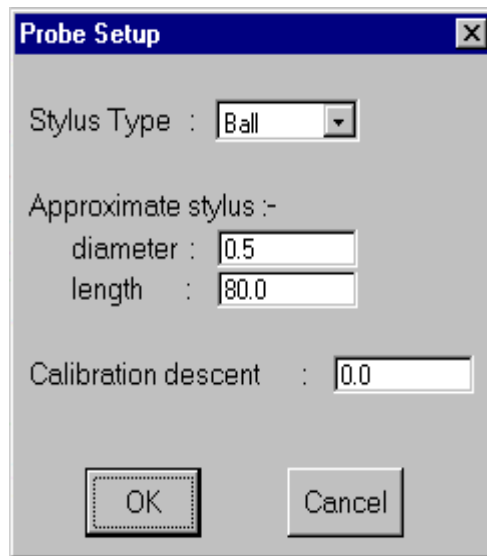 Probe Setup
Stylus Type : Ball
Approximate stylus :-
diameter : 0.5
length : 80.0
Calibration descent : 0.0
OK Cancel